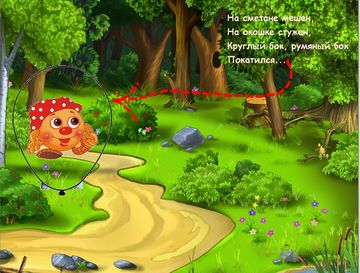 На сметане мешен,
На окошке стужен,
Круглый бок, румяный бок
Покатился...